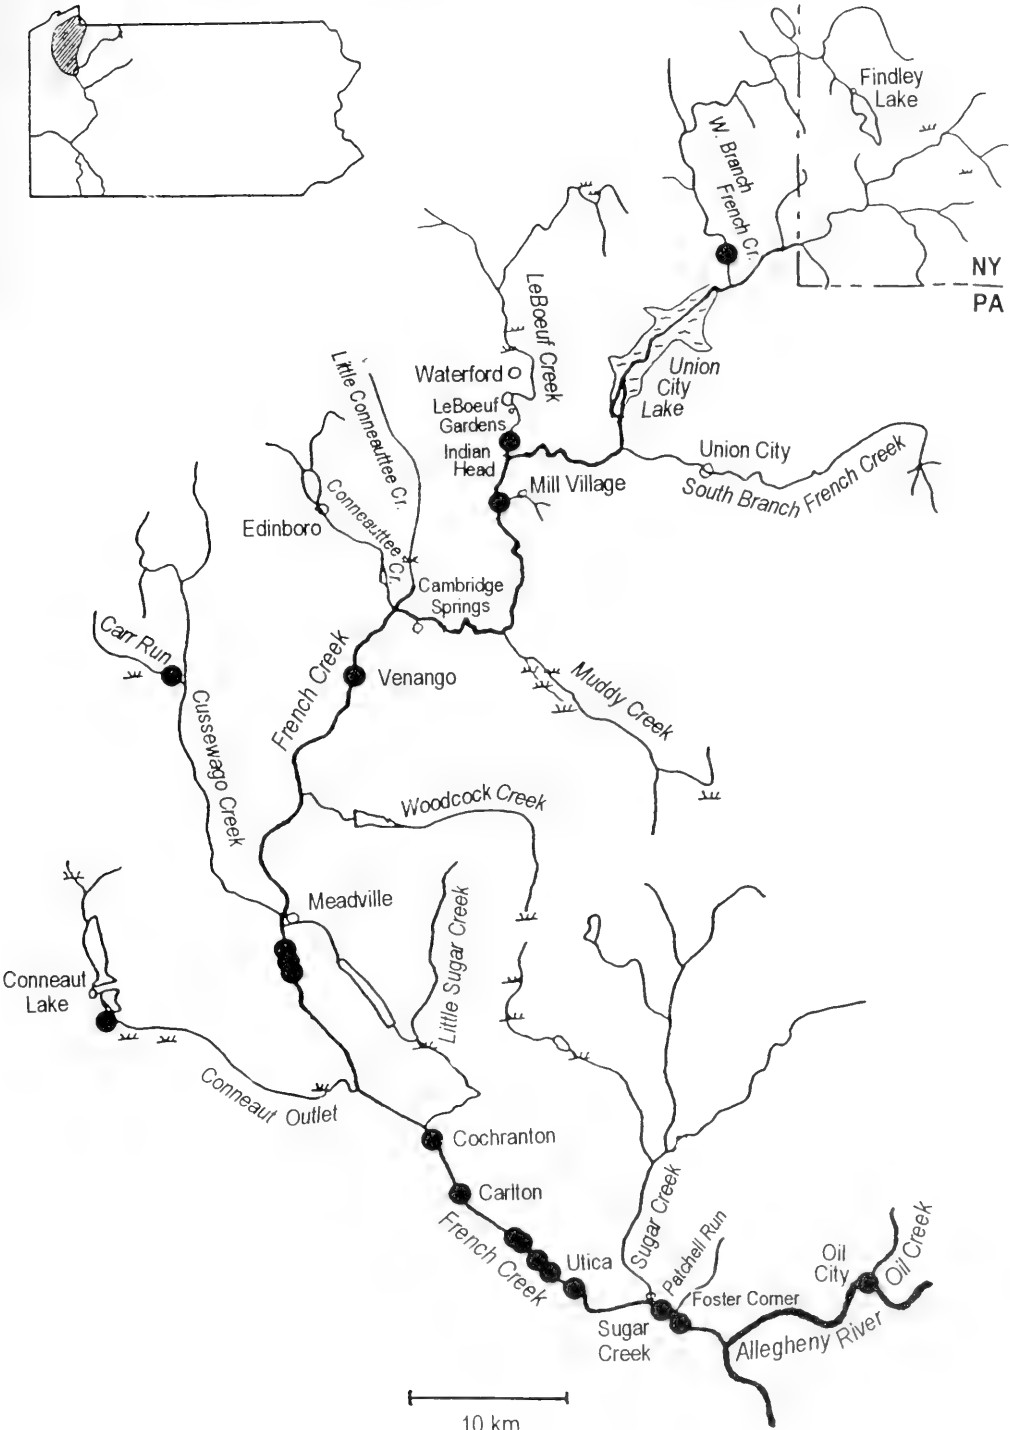 Findley
Lake
W. Branch
French Cr.
NY
PA
LeBoeuf Creek
Little Conneauttee Cr.
Waterford
LeBoeuf
Gardens
Indian
Head
Union
City
Lake
Union City
South Branch French Creek
Mill Village
Conneauttee Cr.
Edinboro
Cambridge
Springs
Carr Run
French Creek
Venango
Muddy Creek
Cussewago Creek
Woodcock Creek
Meadville
Little Sugar Creek
Conneaut
Lake
Conneaut Outlet
Cochranton
Carlton
French Creek
Utica
Sugar Creek
Patchell Run
Oil
City
Oil Creek
Foster Corner
Sugar
Creek
Allegheny River
10 km